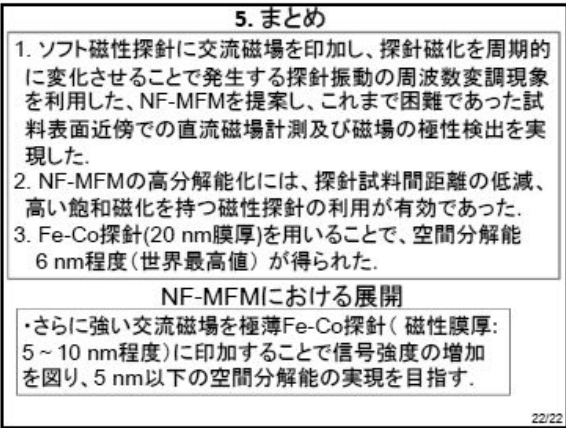 5. まとめ
1. ソフト磁性探針に交流磁場を印加し、探針磁化を周期的
に変化させることで発生する探針振動の周波数変調現象
を利用した、NF-MFMを提案し、これまで困難であった試
料表面近傍での直流磁場計測及び磁場の極性検出を実
現した.
2. NF-MFMの高分解能化には、探針試料間距離の低減、
高い飽和磁化を持つ磁性探針の利用が有効であった.
3. Fe-Co探針(20 nm膜厚)を用いることで、空間分解能
6 nm程度（世界最高値） が得られた.
NF-MFMにおける展開
・さらに強い交流磁場を極薄Fe-Co探針（ 磁性膜厚:
5 ~ 10 nm程度）に印加することで信号強度の増加
を図り、5 nm以下の空間分解能の実現を目指す.
22/22